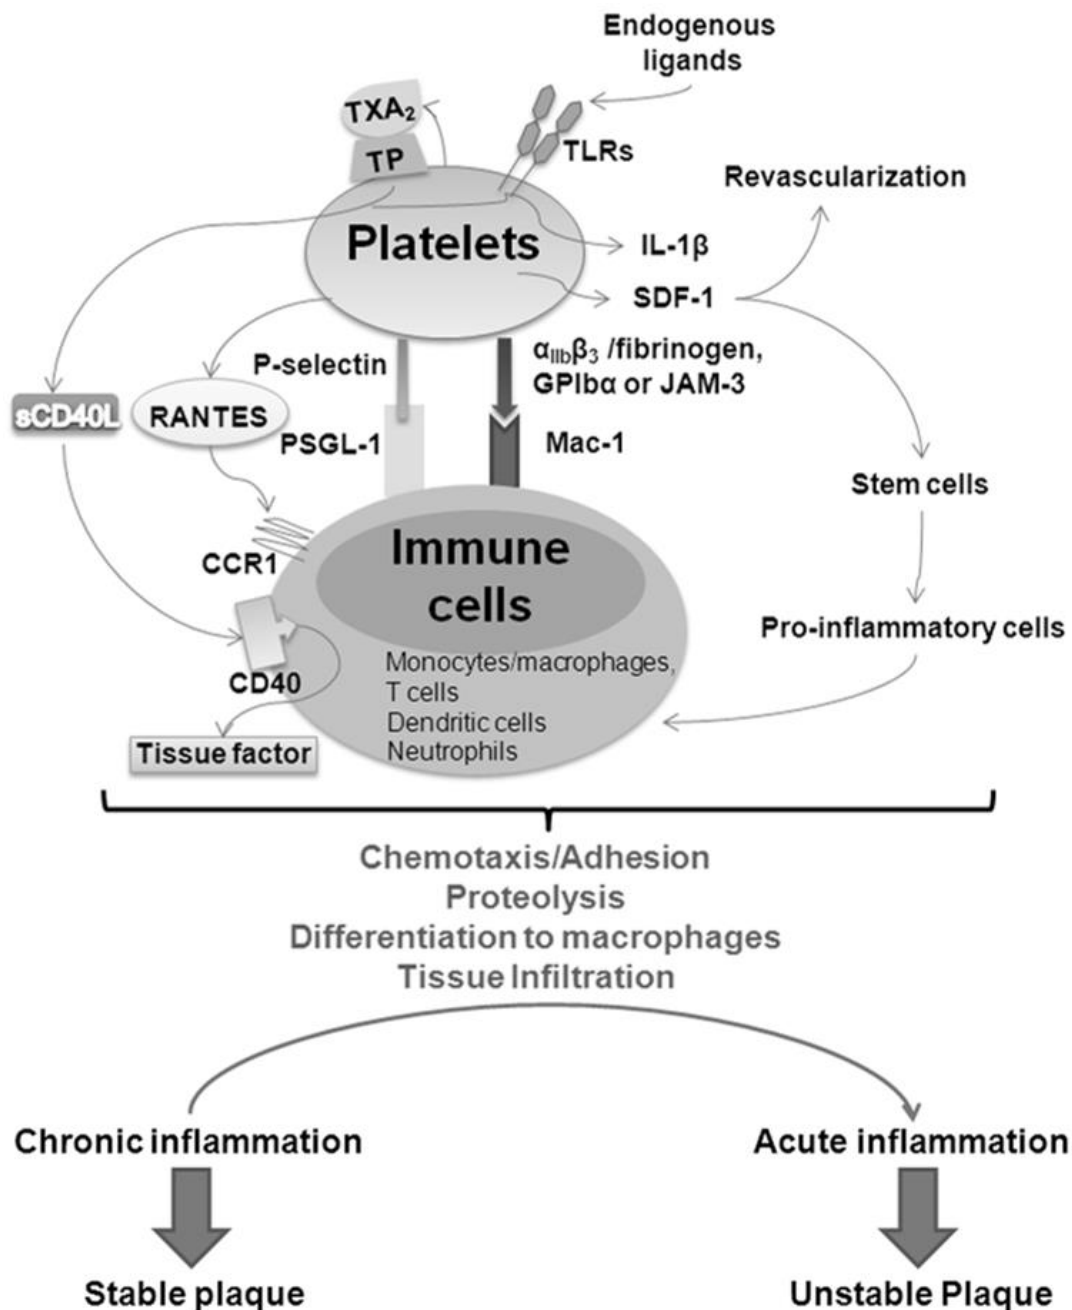 Endogenous
ligands
TXA₂
TP
TLRs
Revascularization
Platelets
IL-1β
SDF-1
P-selectin
αIIbβ₃ /fibrinogen,
GPIbα or JAM-3
sCD40L
RANTES
PSGL-1
Mac-1
Stem cells
CCR1
Immune
cells
Pro-inflammatory cells
Monocytes/macrophages,
T cells
Dendritic cells
Neutrophils
CD40
Tissue factor
Chemotaxis/Adhesion
Proteolysis
Differentiation to macrophages
Tissue Infiltration
Chronic inflammation
Acute inflammation
Stable plaque
Unstable Plaque